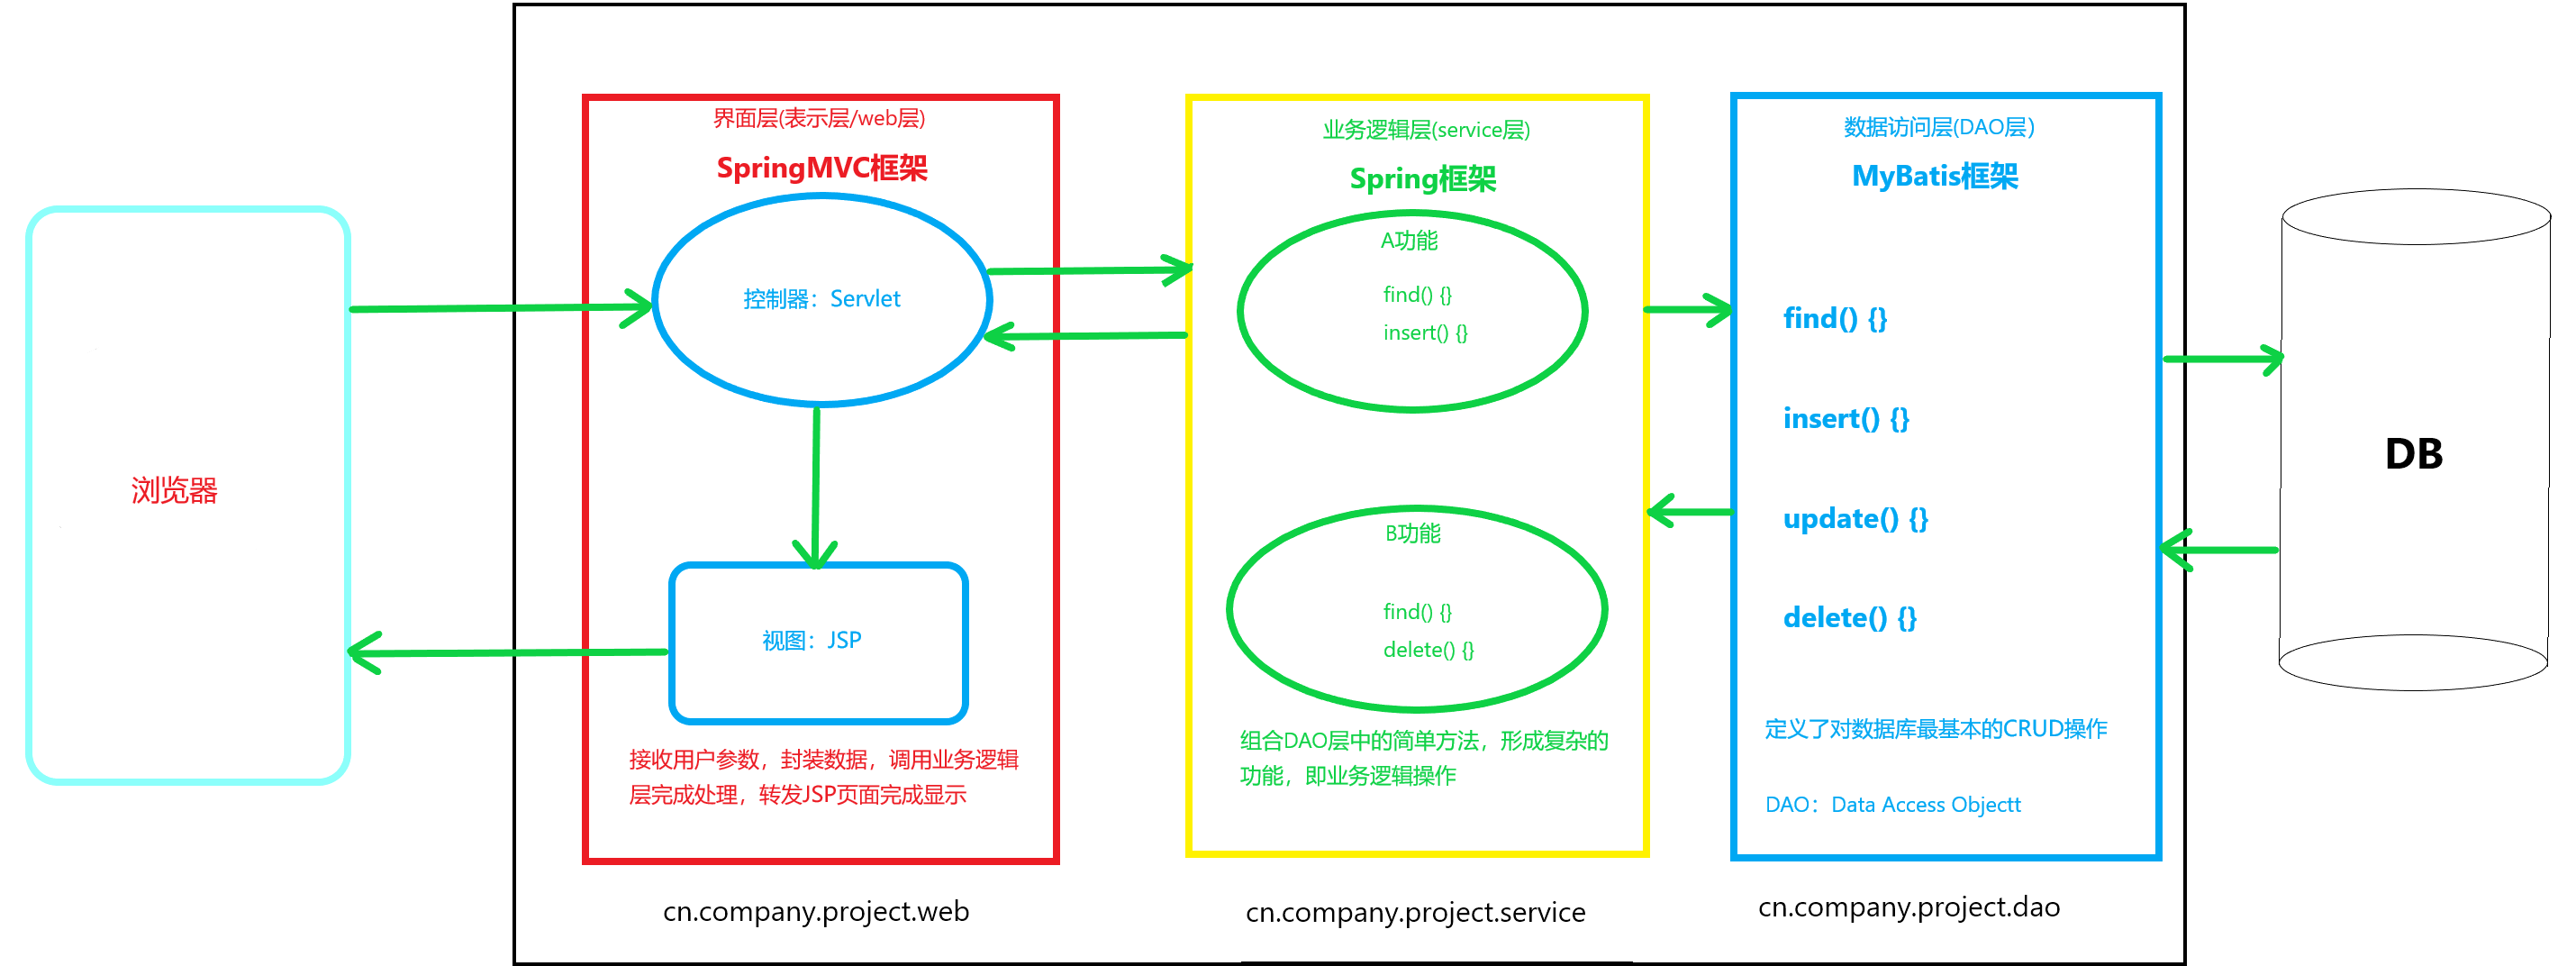 浏览器
界面层(表示层/web层)
SpringMVC框架
控制器：Servlet
视图：JSP
接收用户参数，封装数据，调用业务逻辑
层完成处理，转发JSP页面完成显示
cn.company.project.web
业务逻辑层(service层)
Spring框架
A功能
find() {}
insert() {}
B功能
find() {}
delete() {}
组合DAO层中的简单方法，形成复杂的
功能，即业务逻辑操作
cn.company.project.service
数据访问层(DAO层）
MyBatis框架
find() {}
insert() {}
update() {}
delete() {}
定义了对数据库最基本的CRUD操作
DAO：Data Access Objectt
cn.company.project.dao
DB